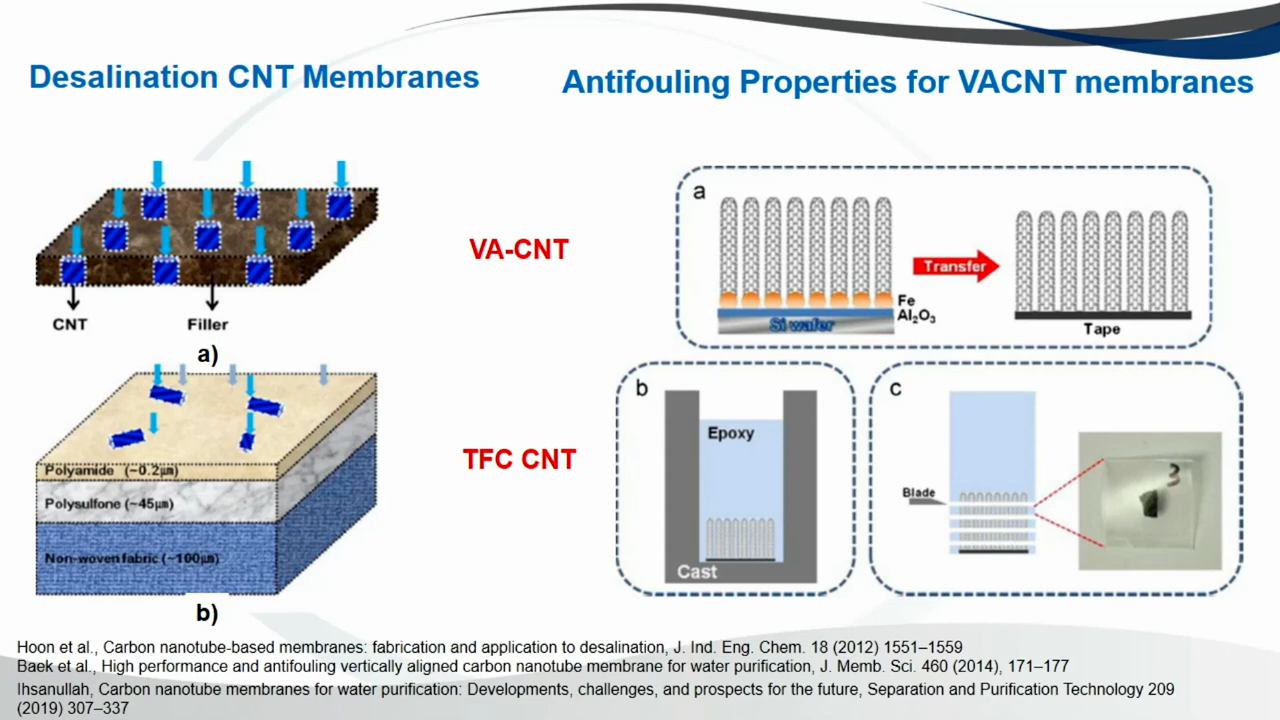 Desalination CNT Membranes
Antifouling Properties for VACNT membranes
CNT
Filler
a)
VA-CNT
Polyamide (~0.2µm)
Polysulfone (~45µm)
Non-woven fabric (~100µm)
b)
TFC CNT
a
Fe
Al₂O₃
Si wafer
Transfer
Tape
b
Epoxy
Cast
c
Blade
3
Hoon et al., Carbon nanotube-based membranes: fabrication and application to desalination, J. Ind. Eng. Chem. 18 (2012) 1551–1559
Baek et al., High performance and antifouling vertically aligned carbon nanotube membrane for water purification, J. Memb. Sci. 460 (2014), 171–177
Ihsanullah, Carbon nanotube membranes for water purification: Developments, challenges, and prospects for the future, Separation and Purification Technology 209
(2019) 307–337